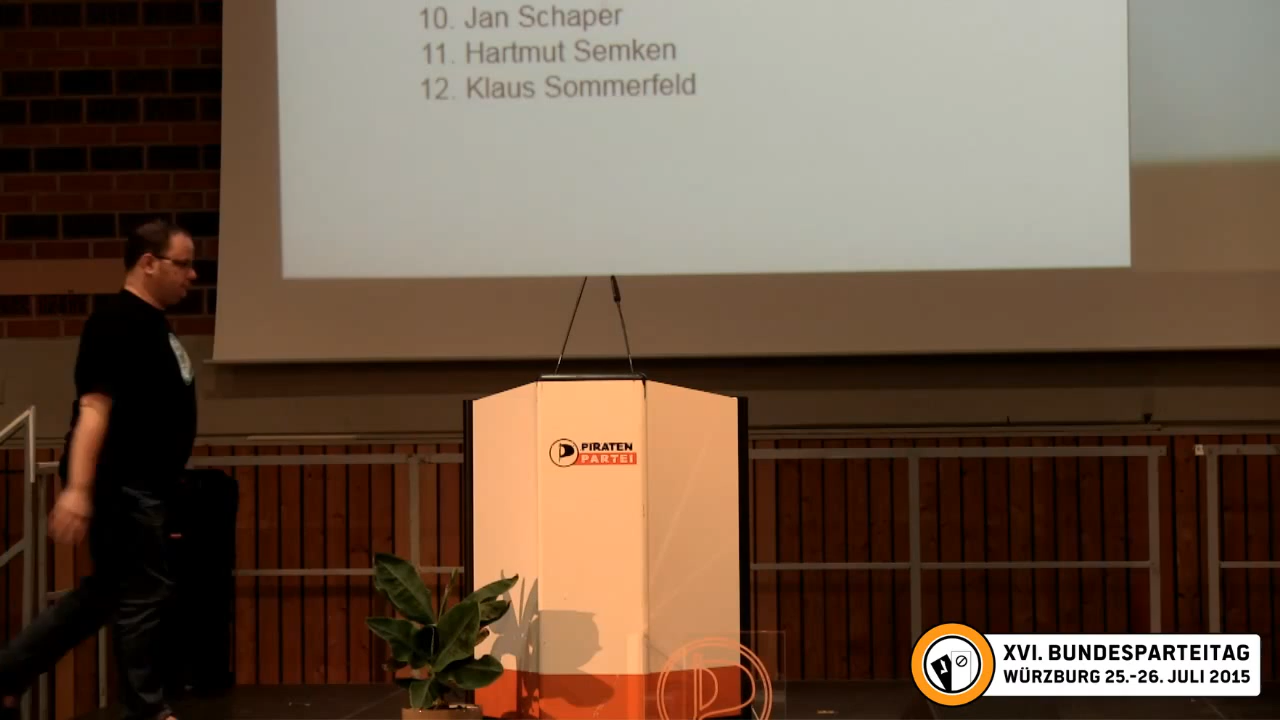 10. Jan Schaper
11. Hartmut Semken
12. Klaus Sommerfeld
PIRATEN
PARTEI
XVI. BUNDESPARTEITAG
WÜRZBURG 25.-26. JULI 2015